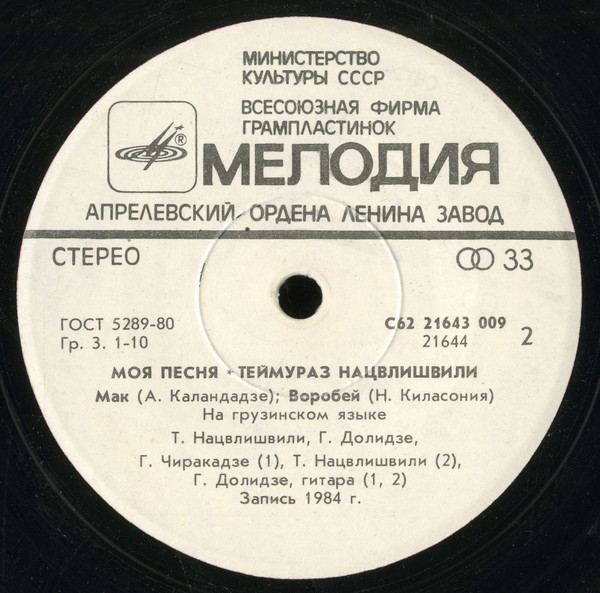 МИНИСТЕРСТВО
КУЛЬТУРЫ СССР
ВСЕСОЮЗНАЯ ФИРМА
ГРАМПЛАСТИНОК
®
МЕЛОДИЯ
АПРЕЛЕВСКИЙ ОРДЕНА ЛЕНИНА ЗАВОД
СТЕРЕО 33
ГОСТ 5289-80 С62 21643 009
Гр. 3. 1-10 21644 2
МОЯ ПЕСНЯ • ТЕЙМУРАЗ НАЦВЛИШВИЛИ
Мак (А. Каландадзе); Воробей (Н. Киласония)
На грузинском языке
Т. Нацвлишвили, Г. Долидзе,
Г. Чиракадзе (1), Т. Нацвлишвили (2),
Г. Долидзе, гитара (1, 2)
Запись 1984 г.